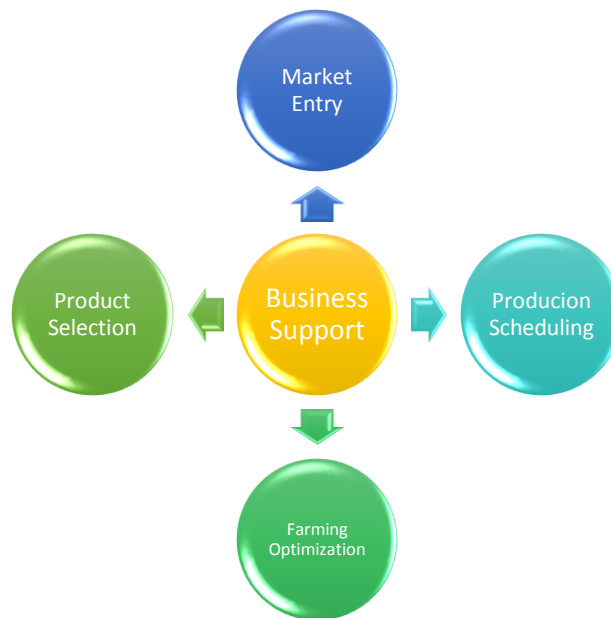 Market
Entry
Product
Selection
Business
Support
Producion
Scheduling
Farming
Optimization